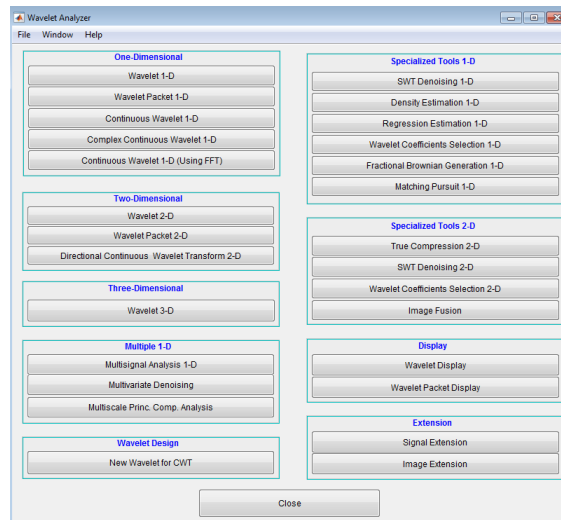 Wavelet Analyzer
File Window Help
One-Dimensional
Wavelet 1-D
Wavelet Packet 1-D
Continuous Wavelet 1-D
Complex Continuous Wavelet 1-D
Continuous Wavelet 1-D (Using FFT)
Two-Dimensional
Wavelet 2-D
Wavelet Packet 2-D
Directional Continuous Wavelet Transform 2-D
Three-Dimensional
Wavelet 3-D
Multiple 1-D
Multisignal Analysis 1-D
Multivariate Denoising
Multiscale Princ. Comp. Analysis
Wavelet Design
New Wavelet for CWT
Specialized Tools 1-D
SWT Denoising 1-D
Density Estimation 1-D
Regression Estimation 1-D
Wavelet Coefficients Selection 1-D
Fractional Brownian Generation 1-D
Matching Pursuit 1-D
Specialized Tools 2-D
True Compression 2-D
SWT Denoising 2-D
Wavelet Coefficients Selection 2-D
Image Fusion
Display
Wavelet Display
Wavelet Packet Display
Extension
Signal Extension
Image Extension
Close